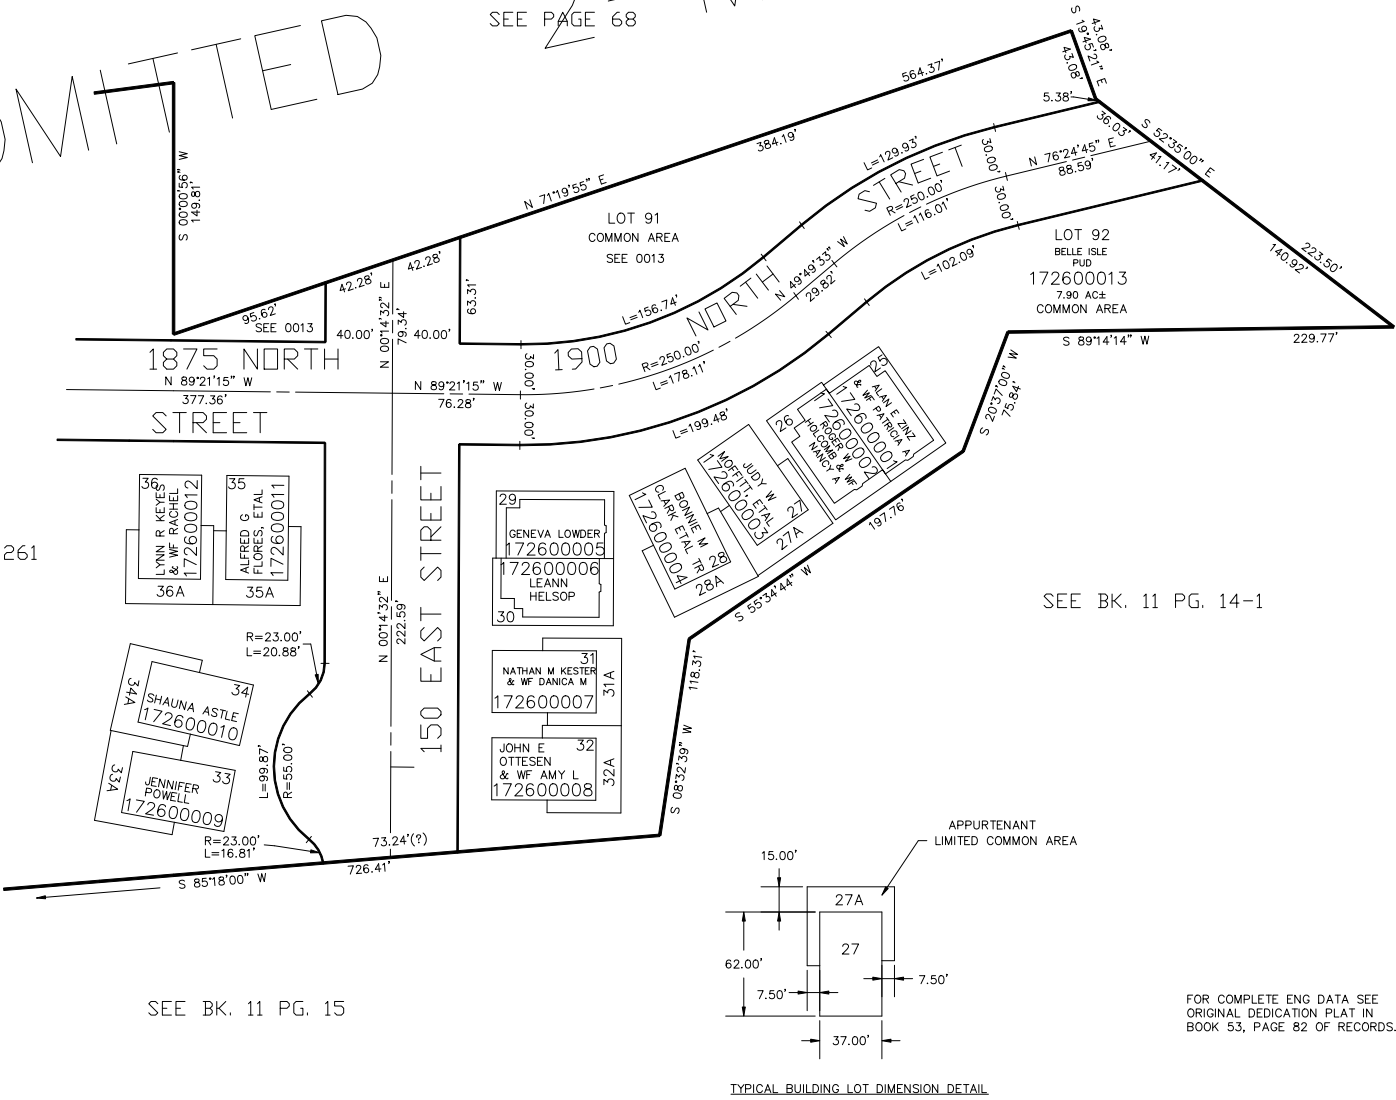 SEE PAGE 68
OMITTED
S 19°45'21" E
43.08'
43.08'
564.37'
5.38'
36.03'
S 52°35'00" E
41.17'
384.19'
L=129.93'
30.00'
N 76°24'45" E
88.59'
STREET
R=250.00'
L=116.01'
30.00'
S 00°00'56" W
149.81'
N 71°19'55" E
LOT 91
COMMON AREA
SEE 0013
LOT 92
BELLE ISLE
PUD
172600013
7.90 AC±
COMMON AREA
223.50'
140.92'
42.28'
42.28'
63.31'
N 49°49'33" W
29.82'
L=102.09'
NORTH
L=156.74'
95.62'
SEE 0013
40.00'
N 00°14'32" E
79.34'
40.00'
S 89°14'14" W
229.77'
1875 NORTH
1900
30.00'
R=250.00'
L=178.11'
N 89°21'15" W
377.36'
N 89°21'15" W
76.28'
STREET
30.00'
L=199.48'
S 20°37'00" W
75.84'
25
ALAN E ZINZ
& WF PATRICIA A
172600001
26
172600002
ROGER W
HOLCOMB & WF
NANCY A
JUDY W
MOFFITT, ETAL
172600003
27
27A
BONNIE M
CLARK ETAL TR
172600004
28
28A
197.76'
S 55°34'44" W
36
LYNN R KEYES
& WF RACHEL
172600012
36A
35
ALFRED G
FLORES, ETAL
172600011
35A
261
150 EAST STREET
29
GENEVA LOWDER
172600005
172600006
LEANN
HELSOP
30
SEE BK. 11 PG. 14-1
N 00°14'32" E
222.59'
R=23.00'
L=20.88'
31
NATHAN M KESTER
& WF DANICA M
172600007
31A
118.31'
34
SHAUNA ASTLE
172600010
34A
32
JOHN E
OTTESEN
& WF AMY L
172600008
32A
S 08°32'39" W
33
JENNIFER
POWELL
172600009
33A
L=99.87'
R=55.00'
R=23.00'
L=16.81'
73.24'(?)
726.41'
S 85°18'00" W
APPURTENANT
LIMITED COMMON AREA
15.00'
27A
27
62.00'
7.50'
7.50'
37.00'
TYPICAL BUILDING LOT DIMENSION DETAIL
SEE BK. 11 PG. 15
FOR COMPLETE ENG DATA SEE
ORIGINAL DEDICATION PLAT IN
BOOK 53, PAGE 82 OF RECORDS.